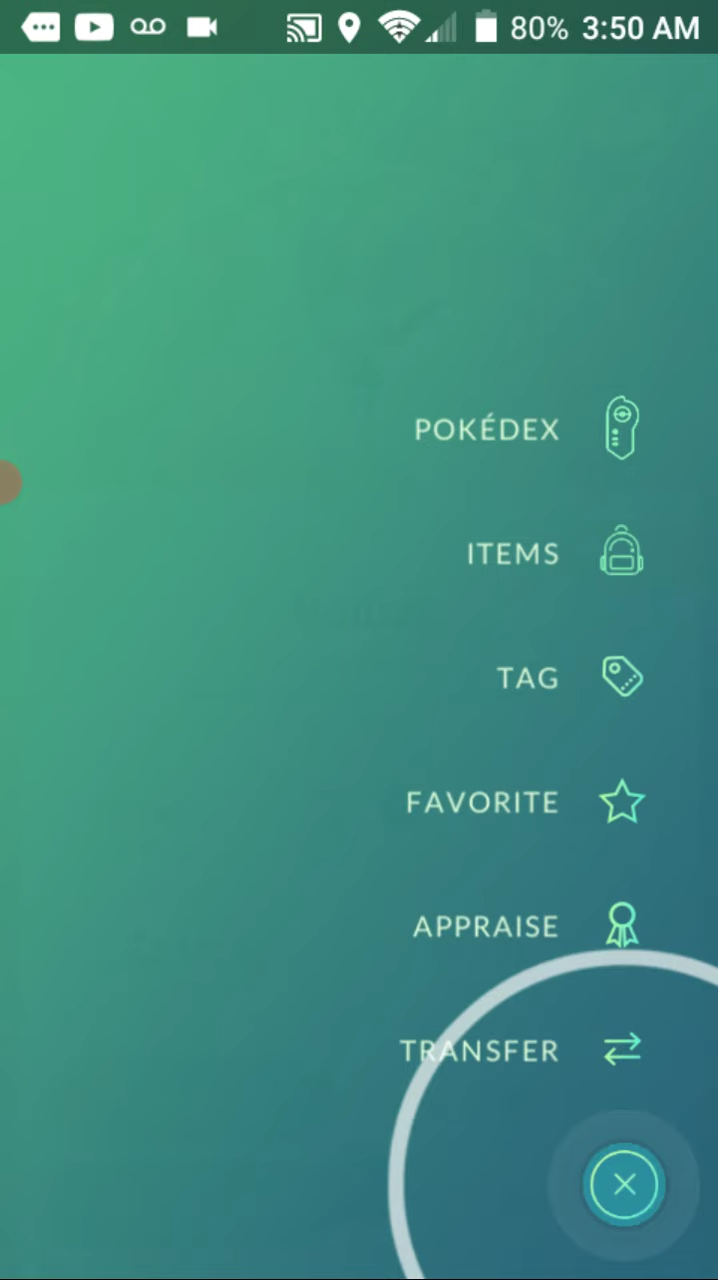 80% 3:50 AM
POKÉDEX
ITEMS
TAG
FAVORITE
APPRAISE
TRANSFER